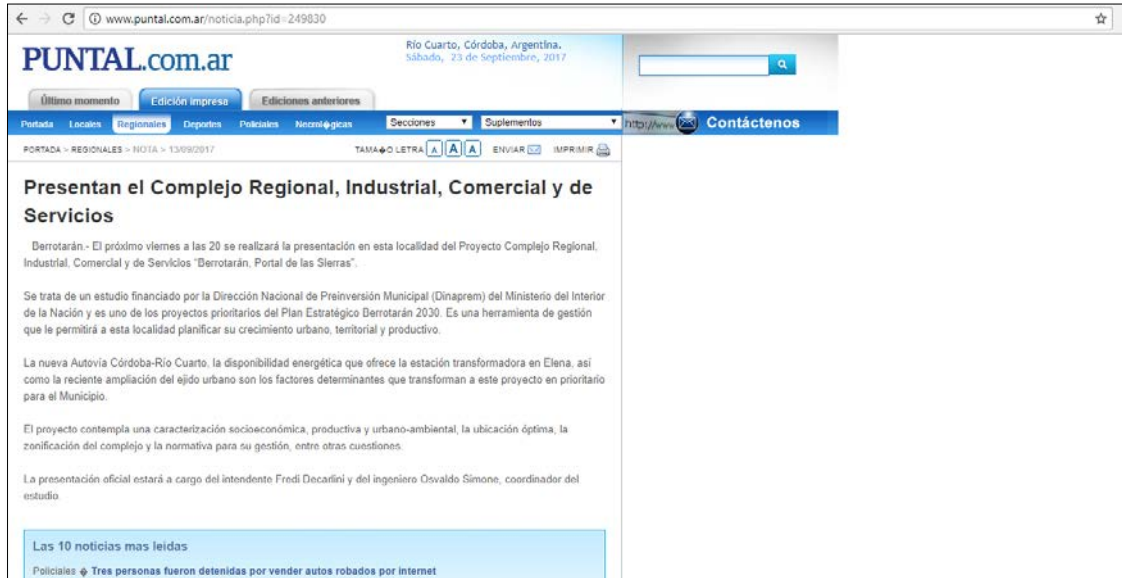 www.puntal.com.ar/noticia.php?id=249830
PUNTAL.com.ar
Río Cuarto, Córdoba, Argentina.
Sábado, 23 de Septiembre, 2017
Último momento Edición impresa Ediciones anteriores
Portada Locales Regionales Deportes Policiales Necrol�gicas Secciones Suplementos http://www Contáctenos
PORTADA > REGIONALES > NOTA > 13/09/2017 TAMA�O LETRA A A A ENVIAR IMPRIMIR
Presentan el Complejo Regional, Industrial, Comercial y de
Servicios
Berrotarán.- El próximo viernes a las 20 se realizará la presentación en esta localidad del Proyecto Complejo Regional,
Industrial, Comercial y de Servicios "Berrotarán, Portal de las Sierras".
Se trata de un estudio financiado por la Dirección Nacional de Preinversión Municipal (Dinaprem) del Ministerio del Interior
de la Nación y es uno de los proyectos prioritarios del Plan Estratégico Berrotarán 2030. Es una herramienta de gestión
que le permitirá a esta localidad planificar su crecimiento urbano, territorial y productivo.
La nueva Autovía Córdoba-Río Cuarto, la disponibilidad energética que ofrece la estación transformadora en Elena, así
como la reciente ampliación del ejido urbano son los factores determinantes que transforman a este proyecto en prioritario
para el Municipio.
El proyecto contempla una caracterización socioeconómica, productiva y urbano-ambiental, la ubicación óptima, la
zonificación del complejo y la normativa para su gestión, entre otras cuestiones.
La presentación oficial estará a cargo del intendente Fredi Decarlini y del ingeniero Osvaldo Simone, coordinador del
estudio
Las 10 noticias mas leidas
Policiales � Tres personas fueron detenidas por vender autos robados por internet